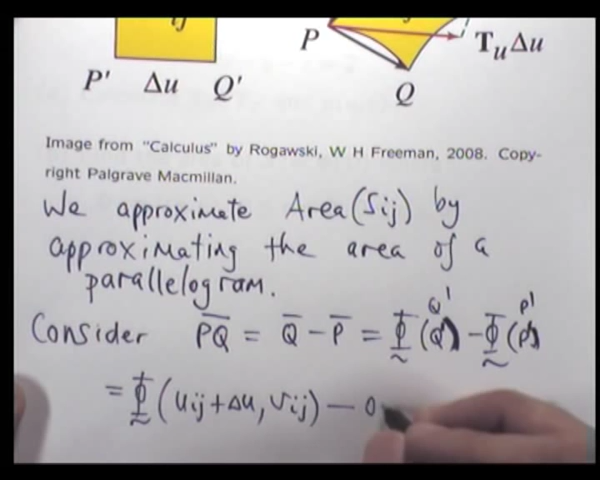 ij
P T_u Δu
P' Δu Q' Q
Image from "Calculus" by Rogawski, W H Freeman, 2008. Copy-
right Palgrave Macmillan.
We approximate Area(Sij) by
approximating the area of a
parallelogram.
Q' P'
Consider PQ = Q - P = Φ(Q') - Φ(P')
= Φ(uij + Δu, vij) -